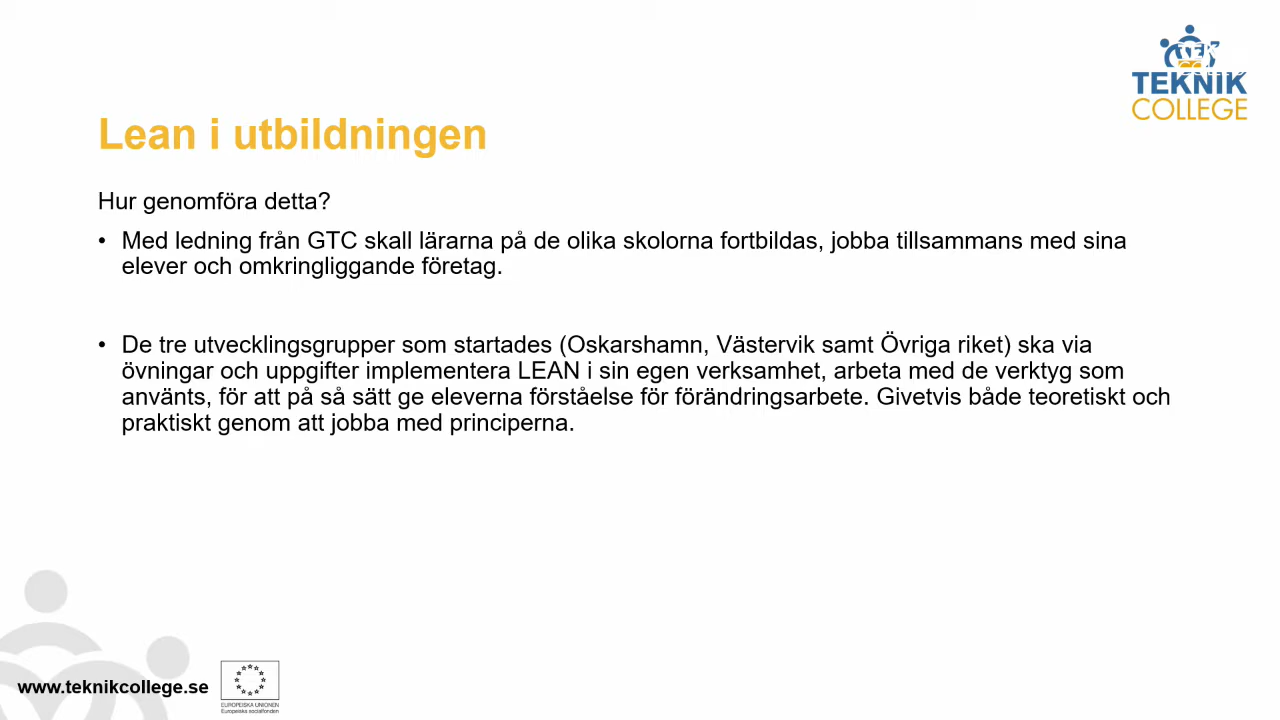 TEKNIK
COLLEGE
Lean i utbildningen
Hur genomföra detta?
• Med ledning från GTC skall lärarna på de olika skolorna fortbildas, jobba tillsammans med sina
elever och omkringliggande företag.
• De tre utvecklingsgrupper som startades (Oskarshamn, Västervik samt Övriga riket) ska via
övningar och uppgifter implementera LEAN i sin egen verksamhet, arbeta med de verktyg som
använts, för att på så sätt ge eleverna förståelse för förändringsarbete. Givetvis både teoretiskt och
praktiskt genom att jobba med principerna.
www.teknikcollege.se
EUROPEISKA UNIONEN
Europeiska socialfonden